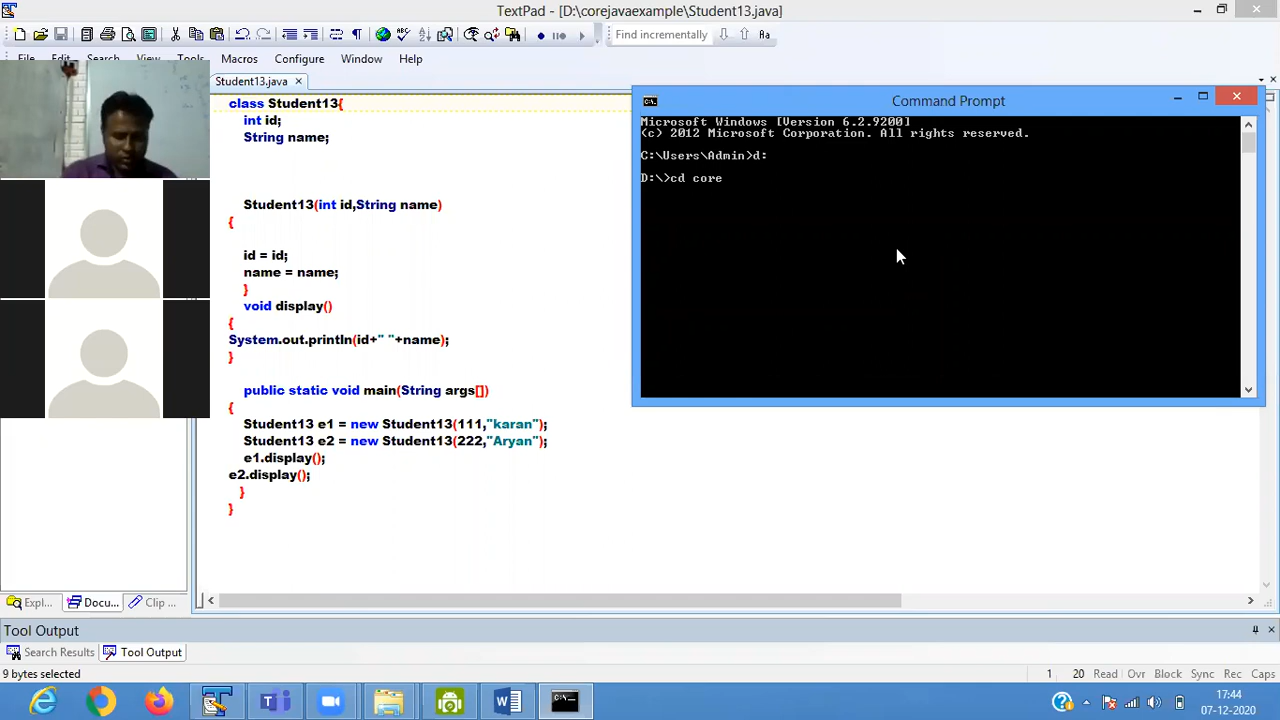 TextPad - [D:\corejavaexample\Student13.java]
Find incrementally
Aa
File Edit Search View Tools Macros Configure Window Help
Student13.java
class Student13{
int id;
String name;
Student13(int id,String name)
{
id = id;
name = name;
}
void display()
{
System.out.println(id+" "+name);
}
public static void main(String args[])
{
Student13 e1 = new Student13(111,"karan");
Student13 e2 = new Student13(222,"Aryan");
e1.display();
e2.display();
}
}
Command Prompt
Microsoft Windows [Version 6.2.9200]
(c) 2012 Microsoft Corporation. All rights reserved.
C:\Users\Admin>d:
D:\>cd core
Expl... Docu... Clip ...
Tool Output
Search Results Tool Output
9 bytes selected
1 20 Read Ovr Block Sync Rec Caps
17:44
07-12-2020